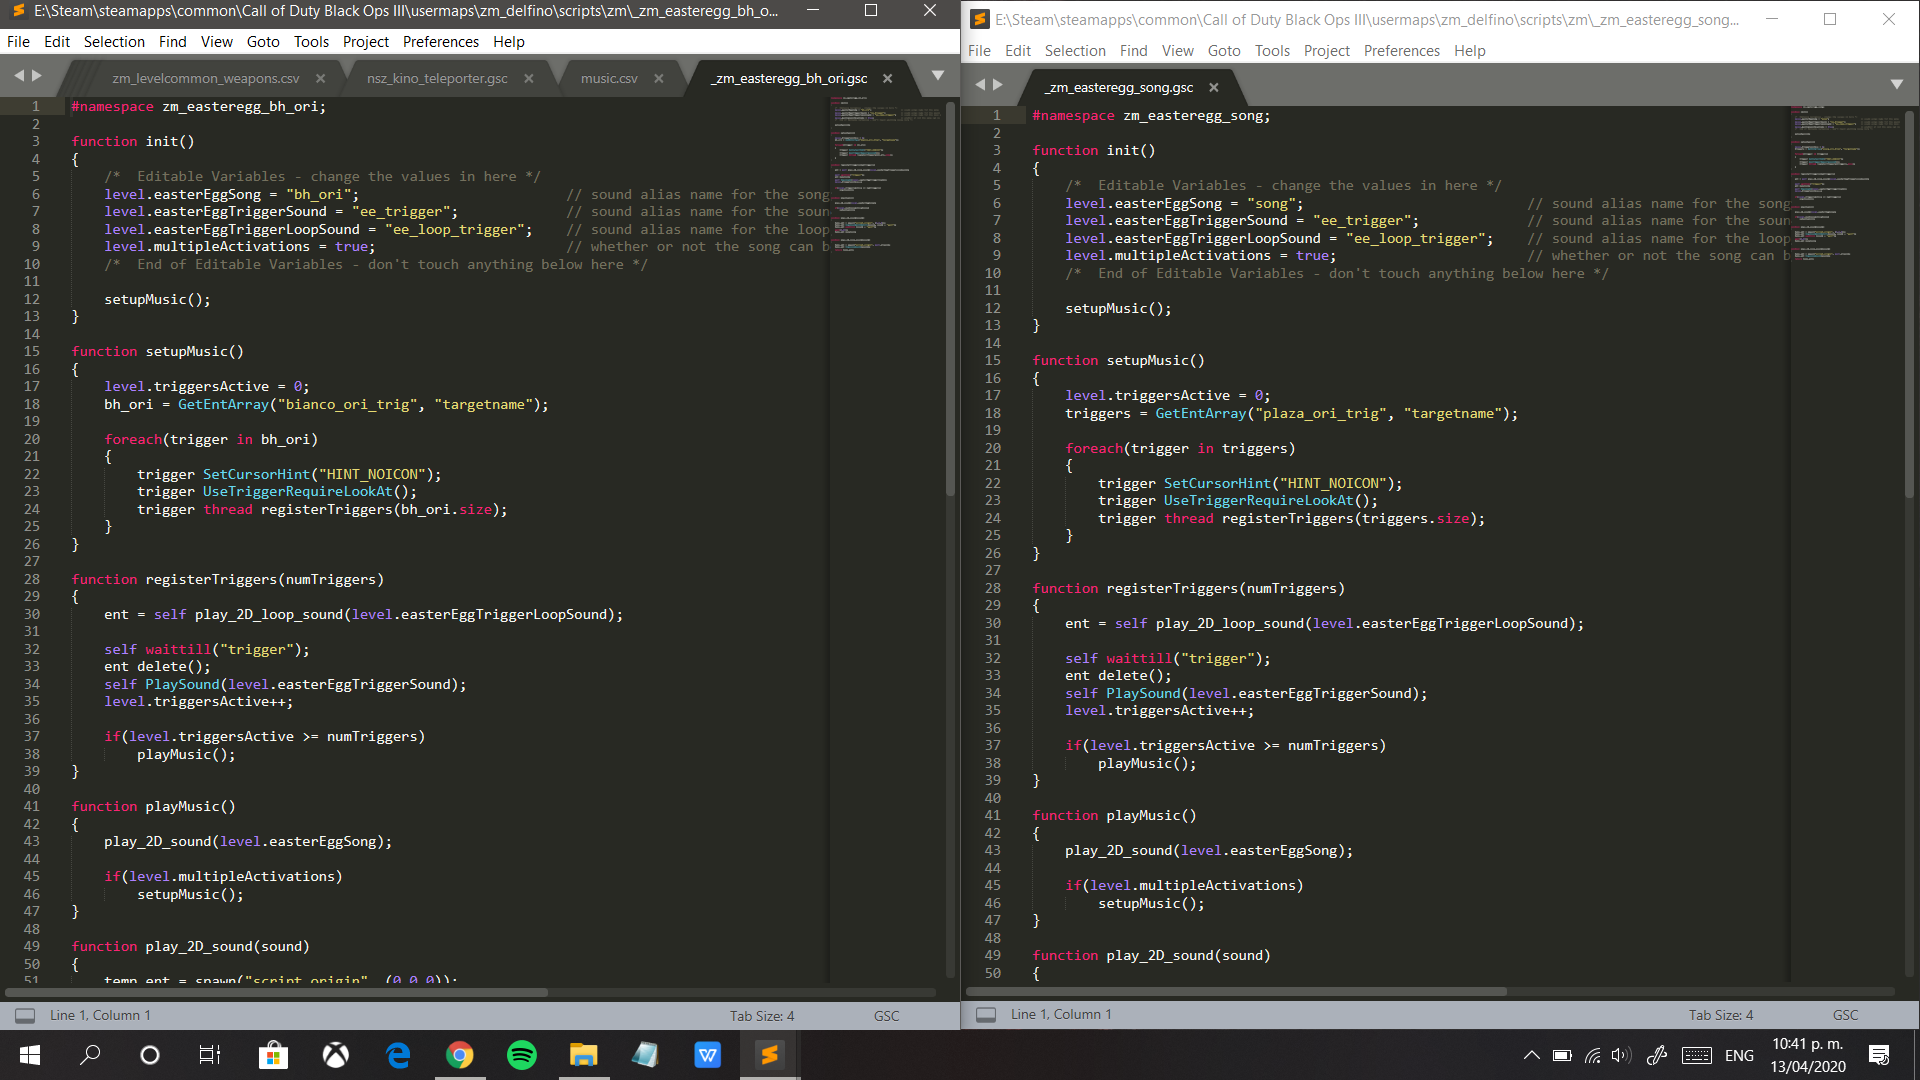 E:\Steam\steamapps\common\Call of Duty Black Ops III\usermaps\zm_delfino\scripts\zm\_zm_easteregg_bh_o...
File Edit Selection Find View Goto Tools Project Preferences Help
zm_levelcommon_weapons.csv nsz_kino_teleporter.gsc music.csv _zm_easteregg_bh_ori.gsc
1 #namespace zm_easteregg_bh_ori;
2
3 function init()
4 {
5 /* Editable Variables - change the values in here */
6 level.easterEggSong = "bh_ori"; // sound alias name for the song
7 level.easterEggTriggerSound = "ee_trigger"; // sound alias name for the soun
8 level.easterEggTriggerLoopSound = "ee_loop_trigger"; // sound alias name for the loop
9 level.multipleActivations = true; // whether or not the song can b
10 /* End of Editable Variables - don't touch anything below here */
11
12 setupMusic();
13 }
14
15 function setupMusic()
16 {
17 level.triggersActive = 0;
18 bh_ori = GetEntArray("bianco_ori_trig", "targetname");
19
20 foreach(trigger in bh_ori)
21 {
22 trigger SetCursorHint("HINT_NOICON");
23 trigger UseTriggerRequireLookAt();
24 trigger thread registerTriggers(bh_ori.size);
25 }
26 }
27
28 function registerTriggers(numTriggers)
29 {
30 ent = self play_2D_loop_sound(level.easterEggTriggerLoopSound);
31
32 self waittill("trigger");
33 ent delete();
34 self PlaySound(level.easterEggTriggerSound);
35 level.triggersActive++;
36
37 if(level.triggersActive >= numTriggers)
38 playMusic();
39 }
40
41 function playMusic()
42 {
43 play_2D_sound(level.easterEggSong);
44
45 if(level.multipleActivations)
46 setupMusic();
47 }
48
49 function play_2D_sound(sound)
50 {
51 temp_ent = spawn("script_origin", (0,0,0));
Line 1, Column 1 Tab Size: 4 GSC
E:\Steam\steamapps\common\Call of Duty Black Ops III\usermaps\zm_delfino\scripts\zm\_zm_easteregg_song...
File Edit Selection Find View Goto Tools Project Preferences Help
_zm_easteregg_song.gsc
1 #namespace zm_easteregg_song;
2
3 function init()
4 {
5 /* Editable Variables - change the values in here */
6 level.easterEggSong = "song"; // sound alias name for the song
7 level.easterEggTriggerSound = "ee_trigger"; // sound alias name for the soun
8 level.easterEggTriggerLoopSound = "ee_loop_trigger"; // sound alias name for the loop
9 level.multipleActivations = true; // whether or not the song can b
10 /* End of Editable Variables - don't touch anything below here */
11
12 setupMusic();
13 }
14
15 function setupMusic()
16 {
17 level.triggersActive = 0;
18 triggers = GetEntArray("plaza_ori_trig", "targetname");
19
20 foreach(trigger in triggers)
21 {
22 trigger SetCursorHint("HINT_NOICON");
23 trigger UseTriggerRequireLookAt();
24 trigger thread registerTriggers(triggers.size);
25 }
26 }
27
28 function registerTriggers(numTriggers)
29 {
30 ent = self play_2D_loop_sound(level.easterEggTriggerLoopSound);
31
32 self waittill("trigger");
33 ent delete();
34 self PlaySound(level.easterEggTriggerSound);
35 level.triggersActive++;
36
37 if(level.triggersActive >= numTriggers)
38 playMusic();
39 }
40
41 function playMusic()
42 {
43 play_2D_sound(level.easterEggSong);
44
45 if(level.multipleActivations)
46 setupMusic();
47 }
48
49 function play_2D_sound(sound)
50 {
Line 1, Column 1 Tab Size: 4 GSC
ENG
10:41 p. m.
13/04/2020